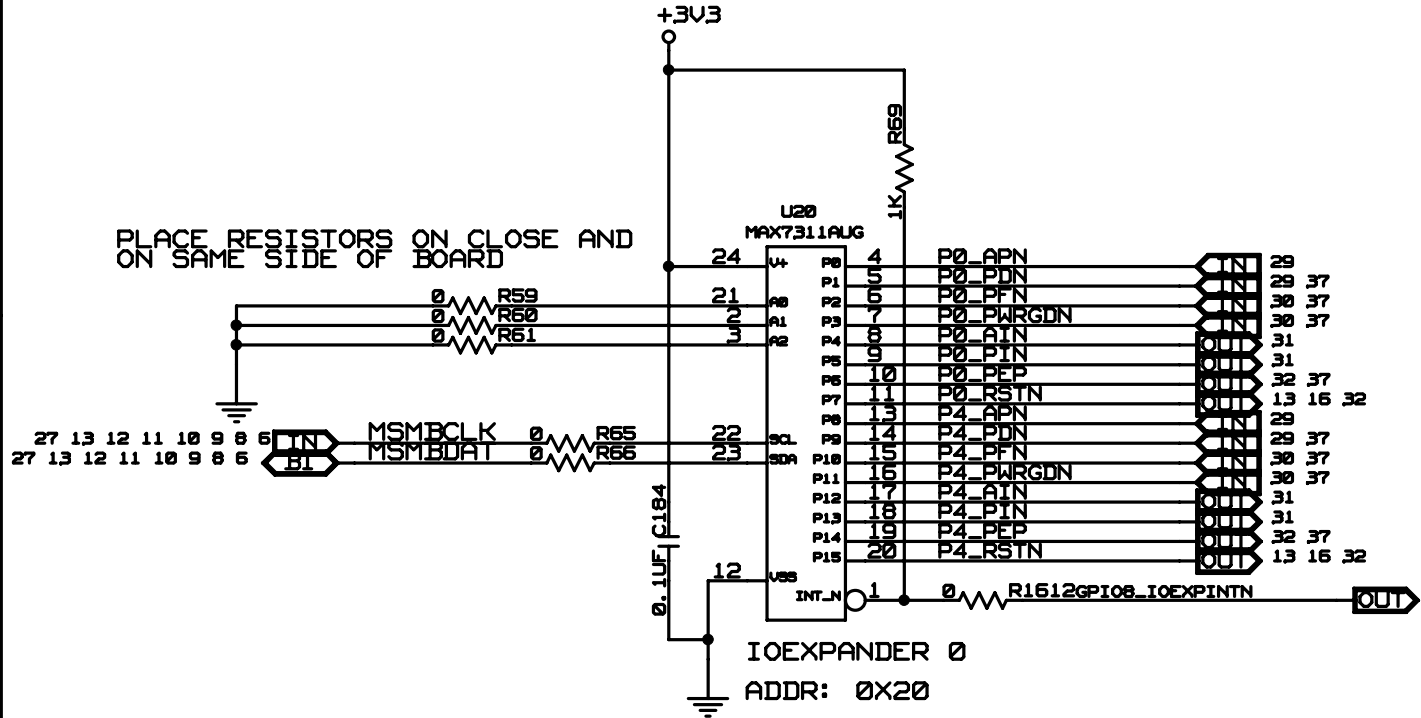 +3V3
R69
1K
U20
MAX7311AUG
PLACE RESISTORS ON CLOSE AND
ON SAME SIDE OF BOARD
24 V+ P0 4 P0_APN IN 29
P1 5 P0_PDN IN 29 37
0 R59 21 A0 P2 6 P0_PFN IN 30 37
0 R60 2 A1 P3 7 P0_PWRGDN IN 30 37
0 R61 3 A2 P4 8 P0_AIN OUT 31
P5 9 P0_PIN OUT 31
P6 10 P0_PEP OUT 32 37
P7 11 P0_RSTN OUT 13 16 32
P8 13 P4_APN IN 29
27 13 12 11 10 9 8 6 IN MSMBCLK 0 R65 22 SCL P9 14 P4_PDN IN 29 37
27 13 12 11 10 9 8 6 BI MSMBDAT 0 R66 23 SDA P10 15 P4_PFN IN 30 37
P11 16 P4_PWRGDN IN 30 37
P12 17 P4_AIN OUT 31
P13 18 P4_PIN OUT 31
P14 19 P4_PEP OUT 32 37
P15 20 P4_RSTN OUT 13 16 32
0.1UF C184
12 VSS
INT_N 1 0 R1612 GPIO8_IOEXPINTN OUT
IOEXPANDER 0
ADDR: 0X20